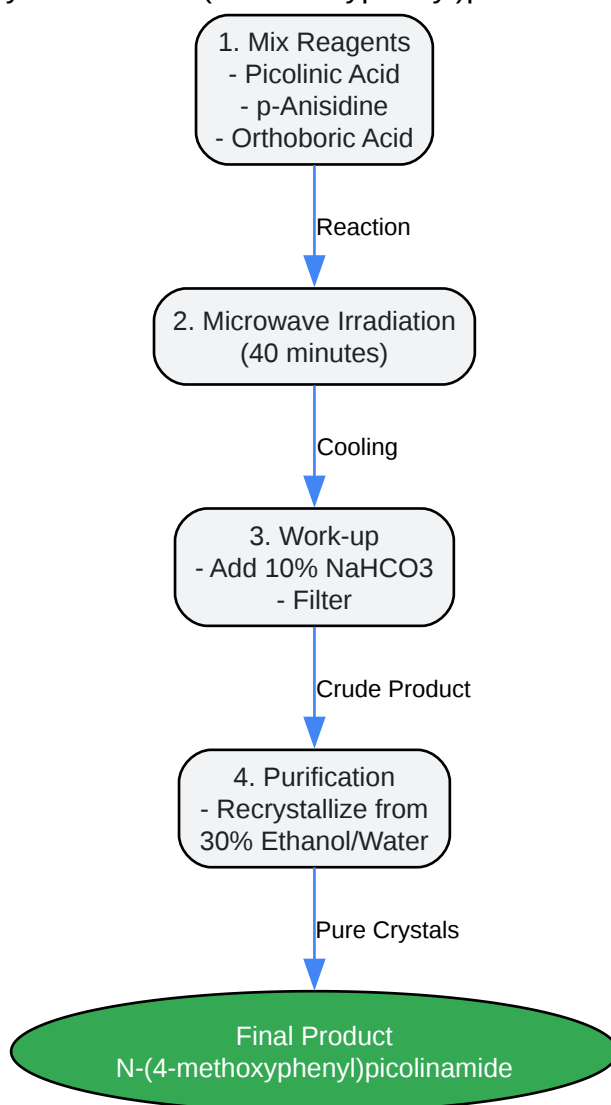 1. Mix Reagents
- Picolinic Acid
- p-Anisidine
- Orthoboric Acid
Reaction
2. Microwave Irradiation
(40 minutes)
Cooling
3. Work-up
- Add 10% NaHCO3
- Filter
Crude Product
4. Purification
- Recrystallize from
30% Ethanol/Water
Pure Crystals
Final Product
N-(4-methoxyphenyl)picolinamide